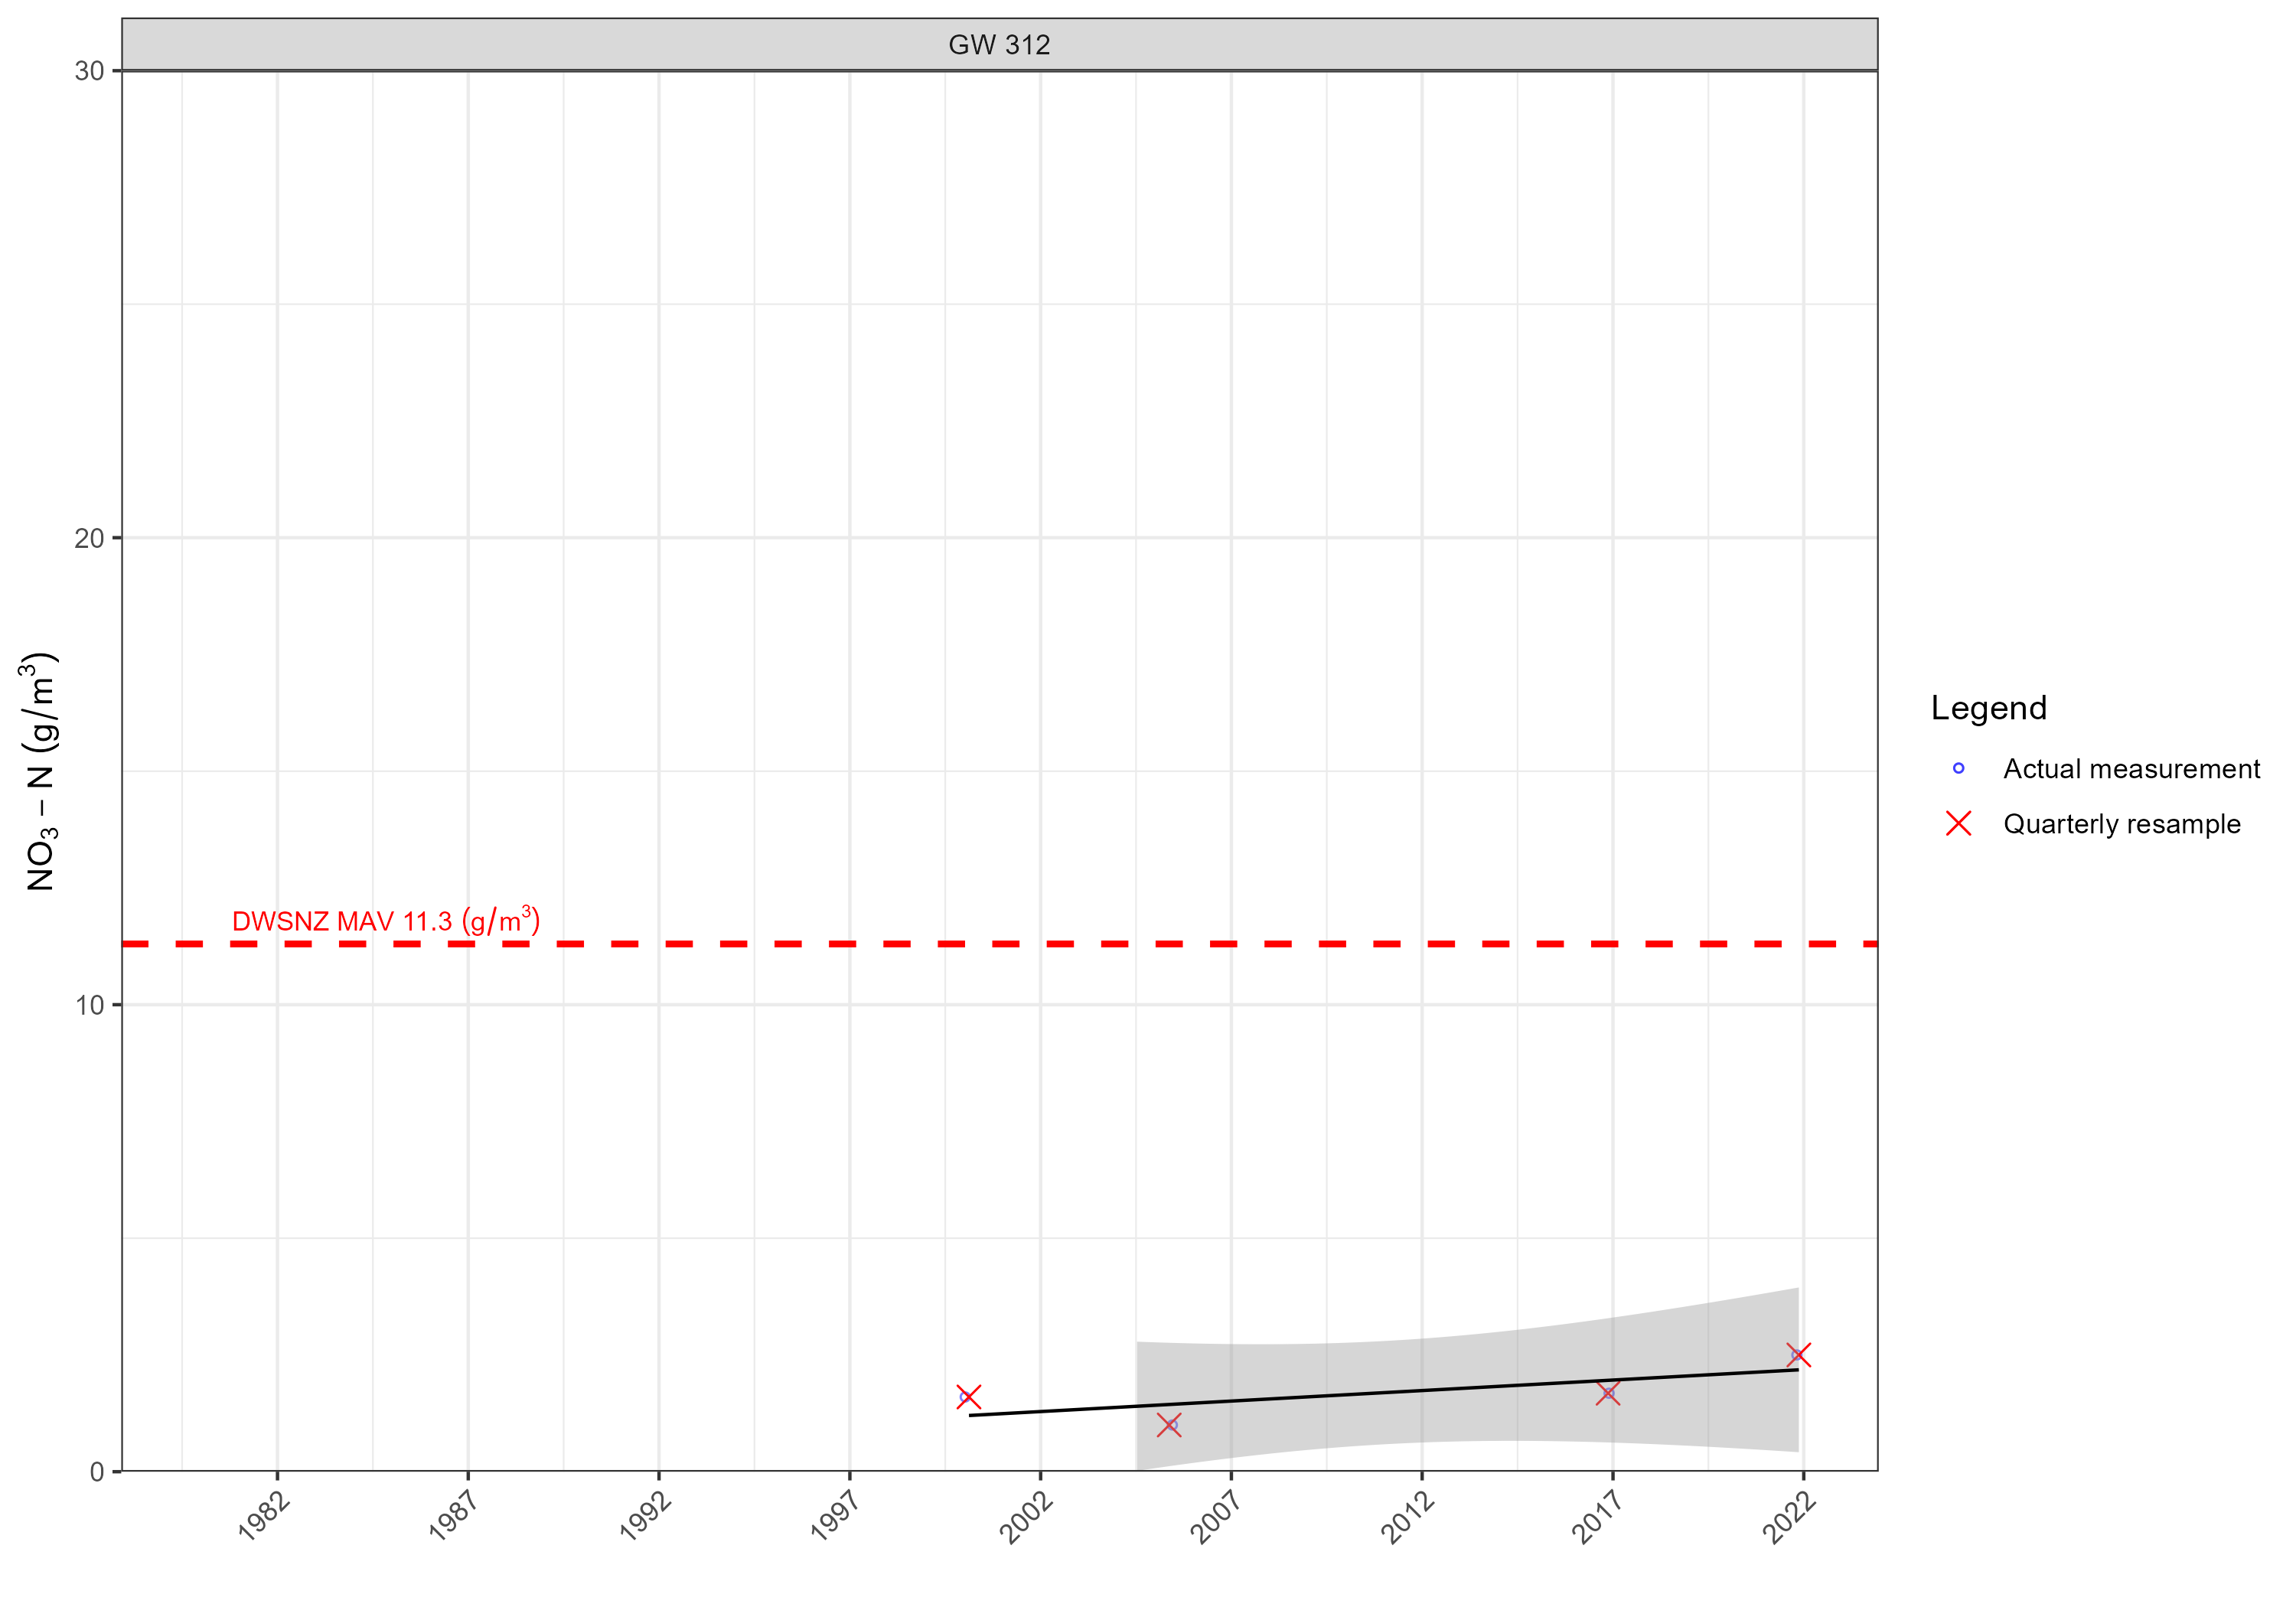 GW 312
30
20
10
0
NO₃ – N (g/m³)
DWSNZ MAV 11.3 (g/m³)
1982
1987
1992
1997
2002
2007
2012
2017
2022
Legend
Actual measurement
Quarterly resample